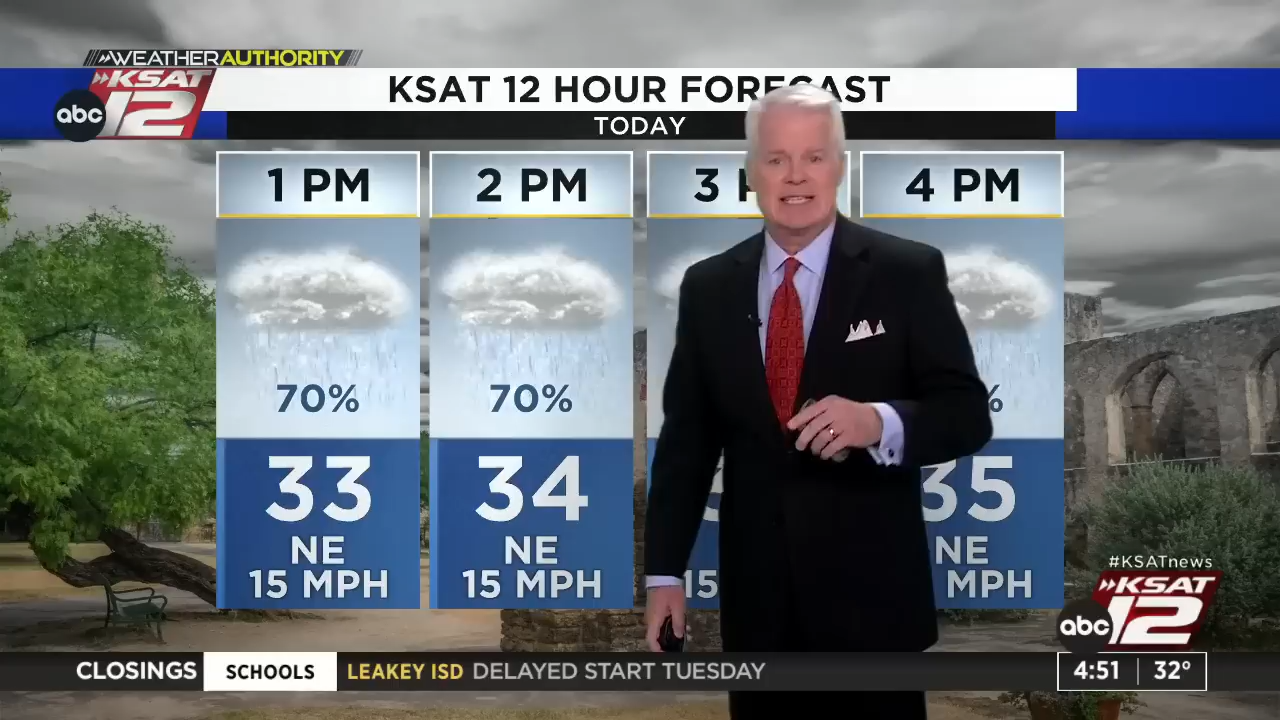 WEATHERAUTHORITY
KSAT
abc 12
KSAT 12 HOUR FORECAST
TODAY
1 PM
70%
33
NE
15 MPH
2 PM
70%
34
NE
15 MPH
3
15
4 PM
%
35
NE
MPH
#KSATnews
KSAT
abc 12
CLOSINGS SCHOOLS LEAKEY ISD DELAYED START TUESDAY
4:51 32°